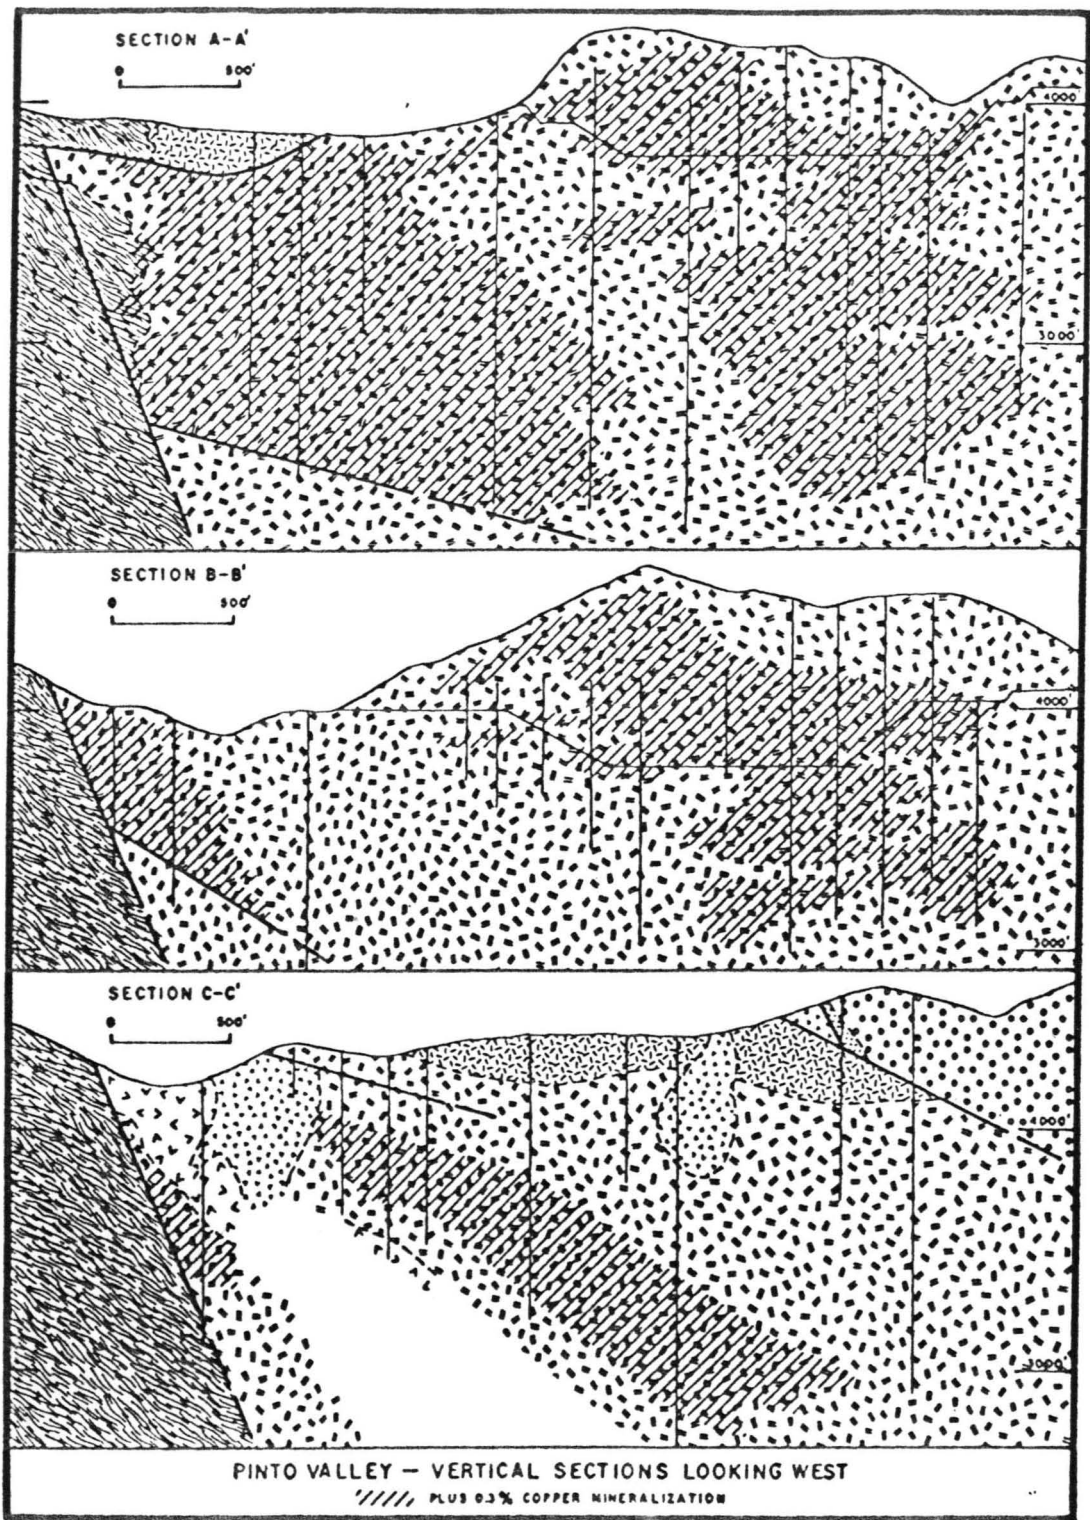 SECTION A-A'
0 500'
4000'
3000'
SECTION B-B'
0 500'
4000'
3000'
SECTION C-C'
0 500'
4000'
3000'
PINTO VALLEY — VERTICAL SECTIONS LOOKING WEST
PLUS 0.3% COPPER MINERALIZATION